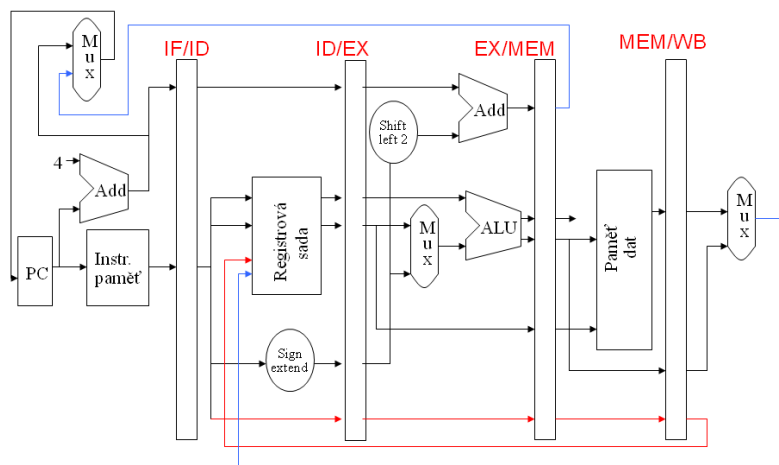 IF/ID
ID/EX
EX/MEM
MEM/WB
M
u
x
4
Add
PC
Instr.
paměť
Registrová
sada
Sign
extend
Shift
left 2
Add
M
u
x
ALU
Paměť
dat
M
u
x